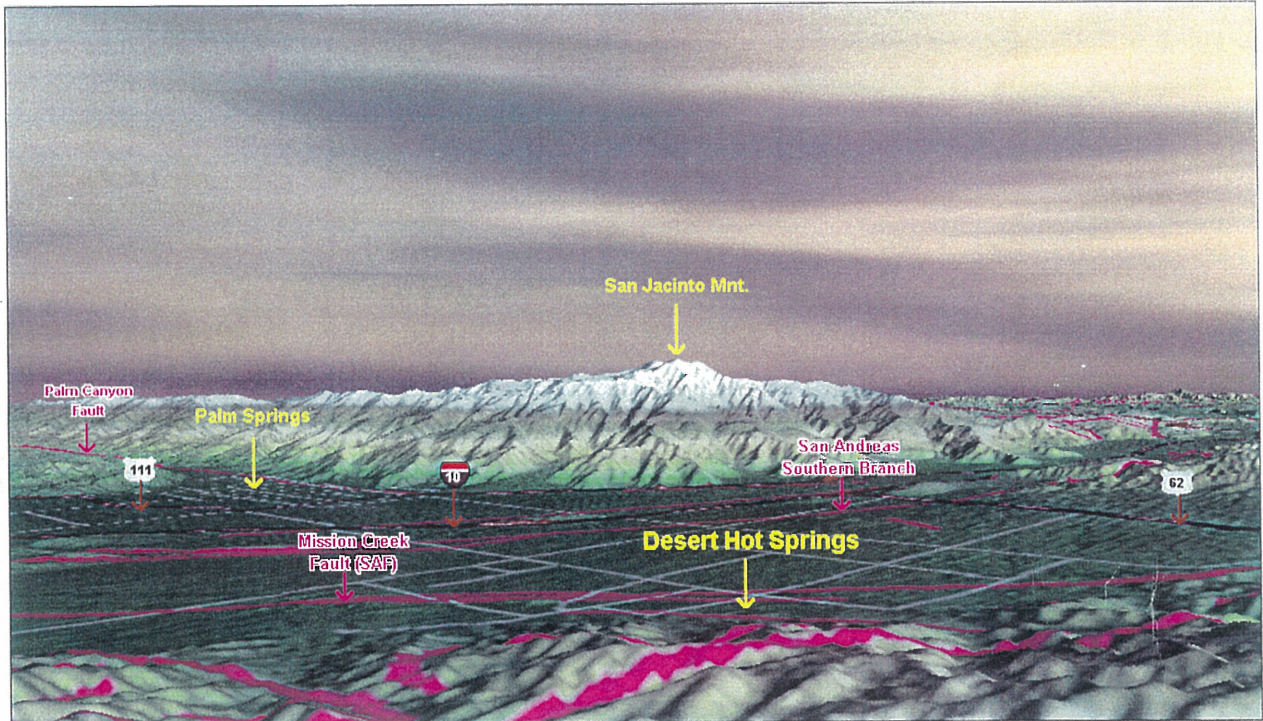 San Jacinto Mnt.
Palm Canyon
Fault
Palm Springs
111
10
San Andreas
Southern Branch
62
Mission Creek
Fault (SAF)
Desert Hot Springs